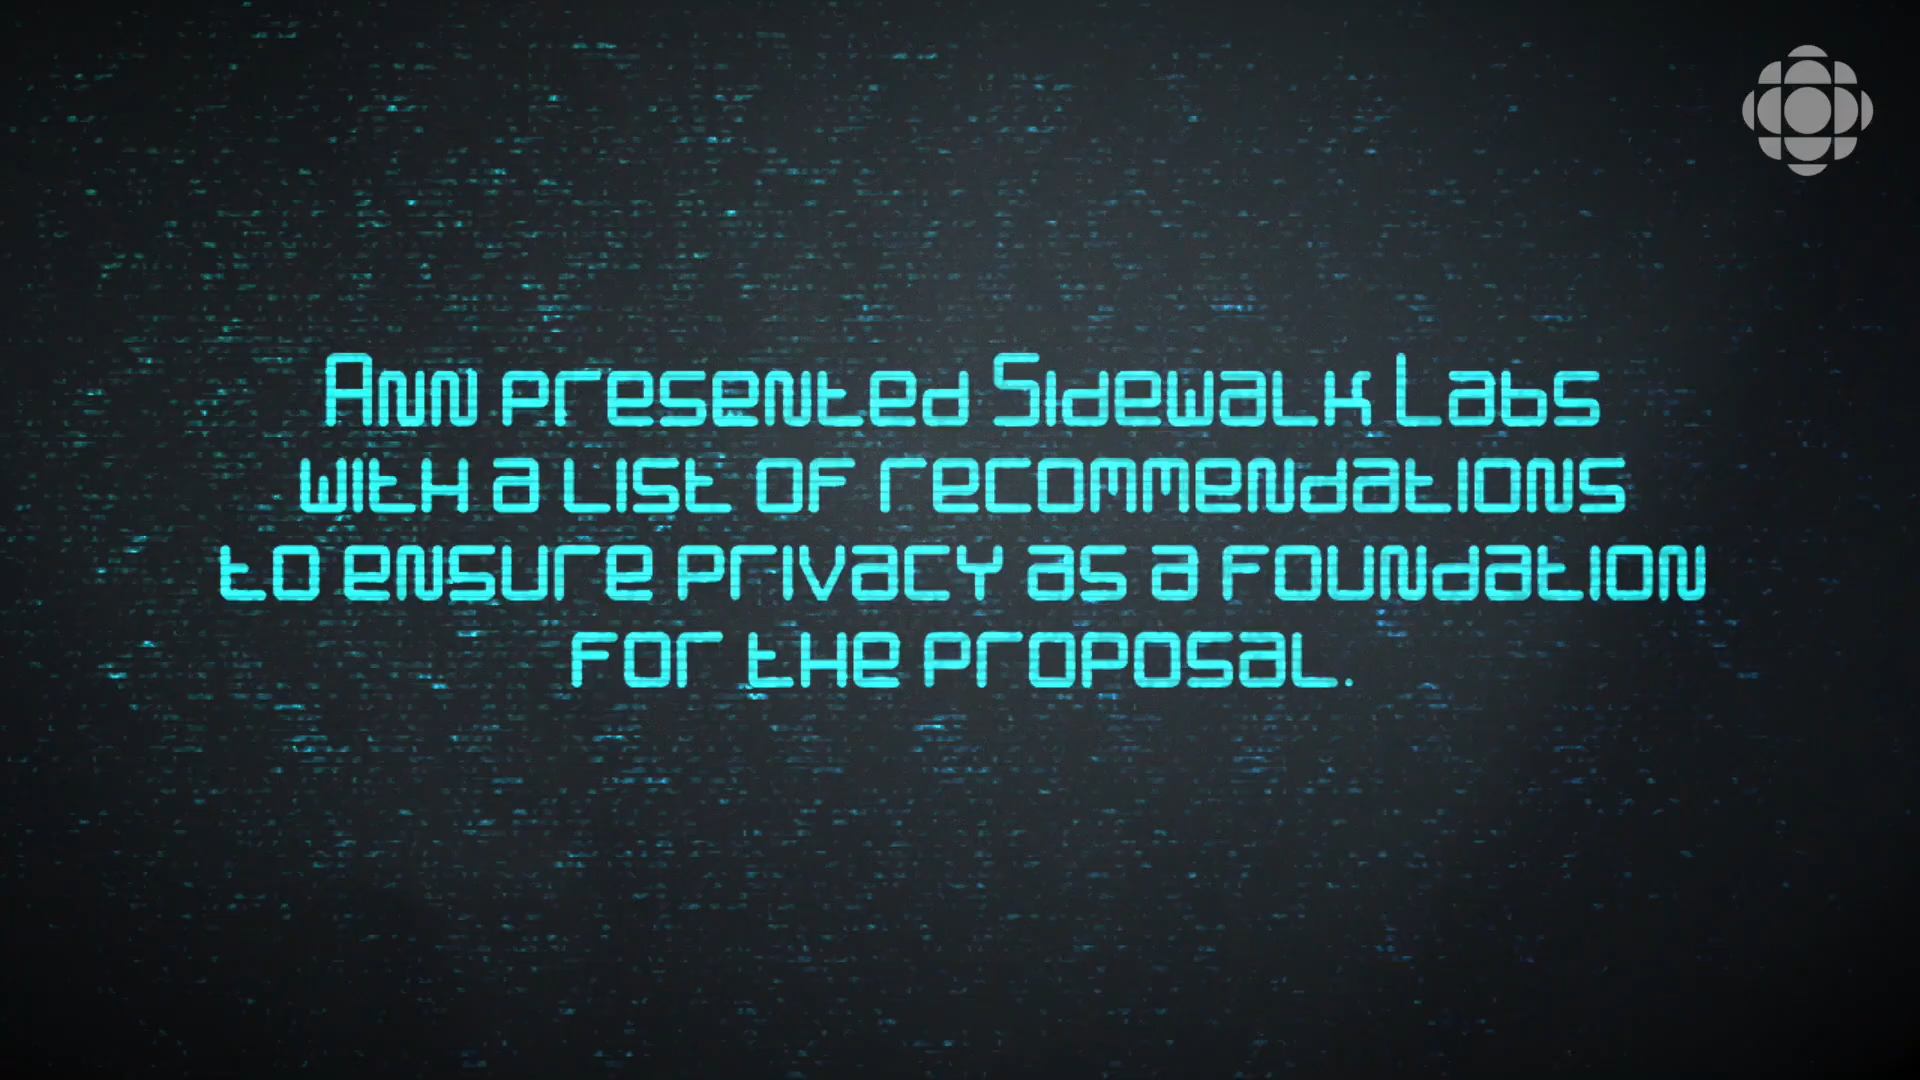 Ann presented Sidewalk Labs
with a list of recommendations
to ensure privacy as a foundation
for the proposal.